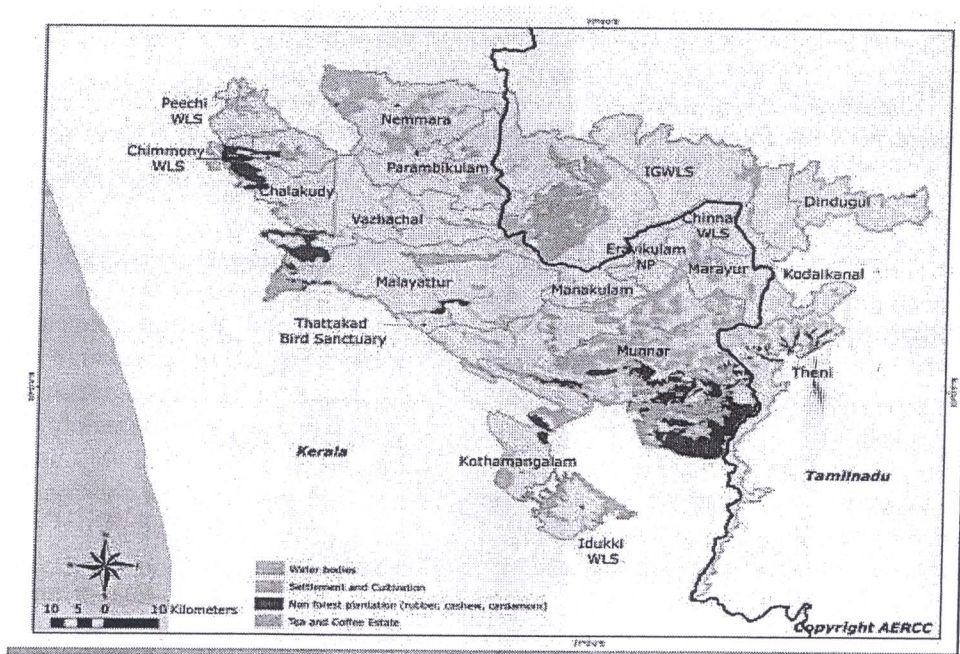 Peechi
WLS
Nemmara
Chimmony
WLS
Parambikulam
IGWLS
Chalakudy
Dindugul
Vazhachal
Chinnar
WLS
Eravikulam
NP
Marayur
Kodaikanal
Malayattur
Manakulam
Thattakad
Bird Sanctuary
Munnar
Theni
Kerala
Kothamangalam
Tamilnadu
Idukki
WLS
Water bodies
Settlement and Cultivation
Non forest plantation (rubber, cashew, cardamom)
Tea and Coffee Estate
10 5 0 10 Kilometers
Copyright AERCC